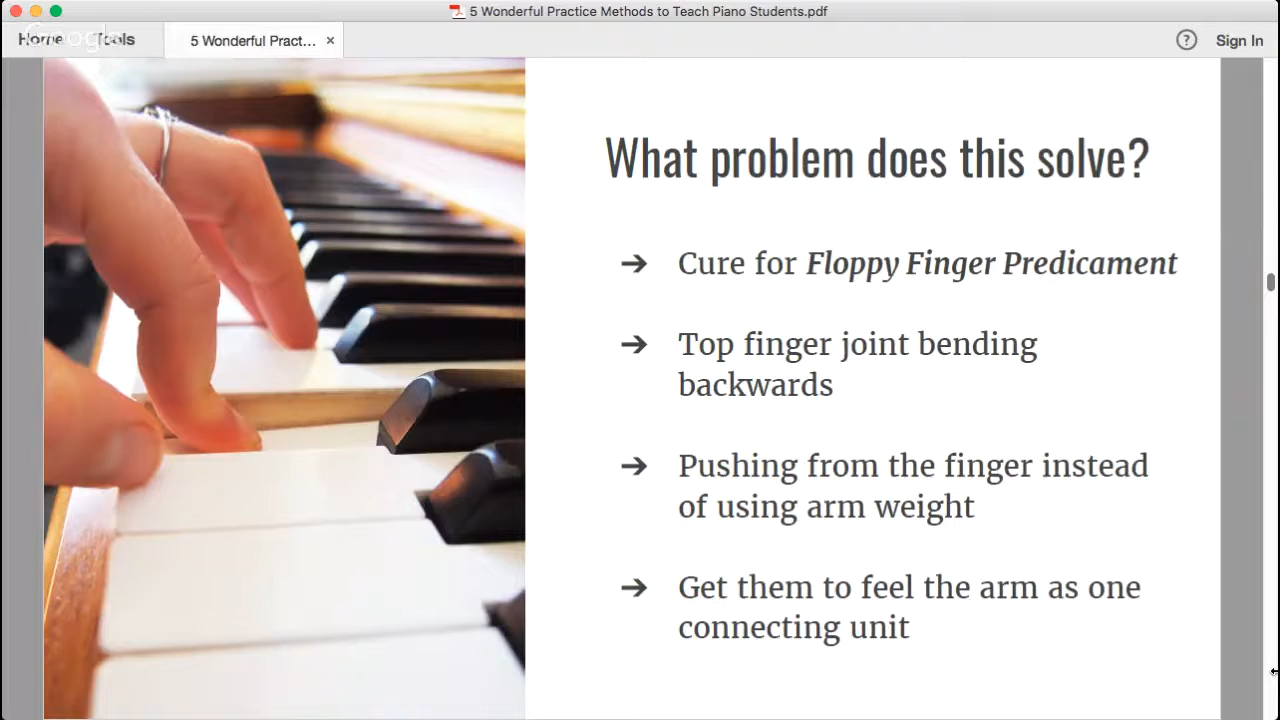 5 Wonderful Practice Methods to Teach Piano Students.pdf
Home Tools 5 Wonderful Pract... × ? Sign In
Google
What problem does this solve?
➔ Cure for Floppy Finger Predicament
➔ Top finger joint bending
backwards
➔ Pushing from the finger instead
of using arm weight
➔ Get them to feel the arm as one
connecting unit